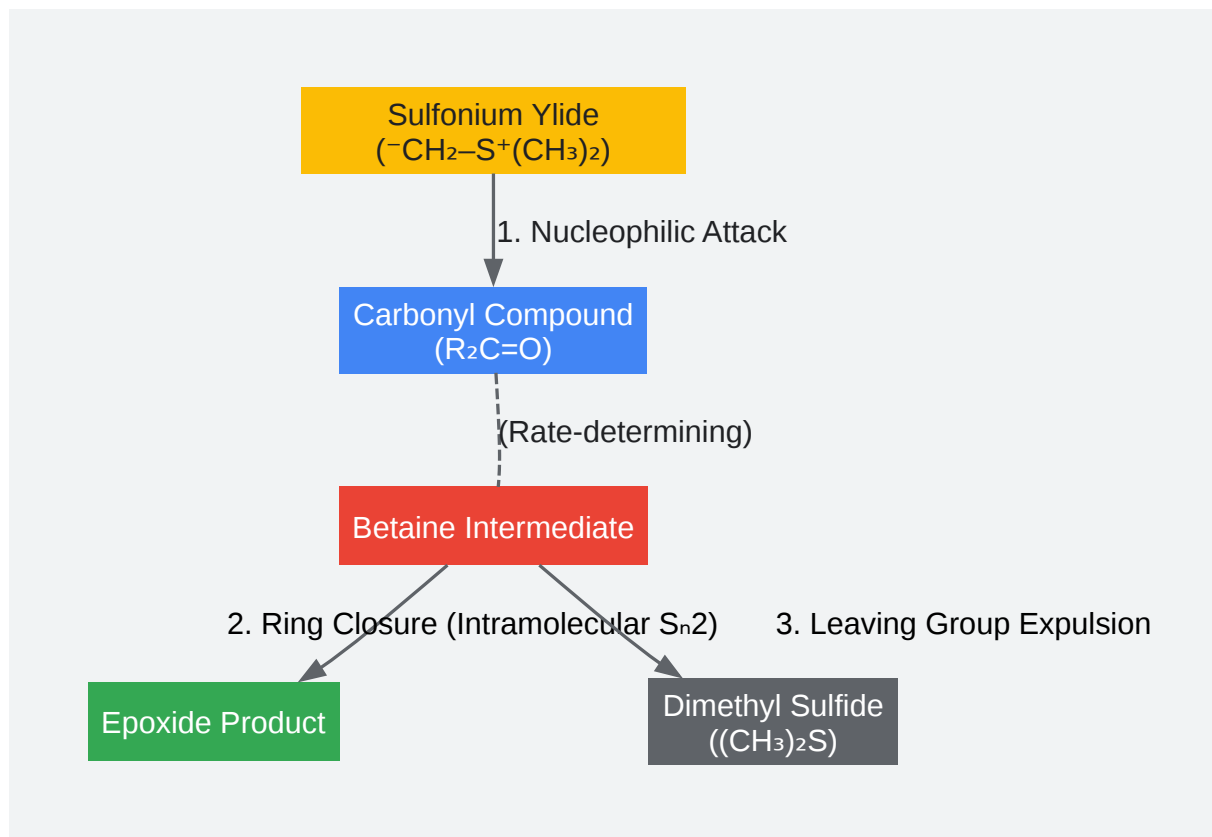 Sulfonium Ylide
(⁻CH₂–S⁺(CH₃)₂)
1. Nucleophilic Attack
Carbonyl Compound
(R₂C=O)
(Rate-determining)
Betaine Intermediate
2. Ring Closure (Intramolecular Sₙ2)
3. Leaving Group Expulsion
Epoxide Product
Dimethyl Sulfide
((CH₃)₂S)